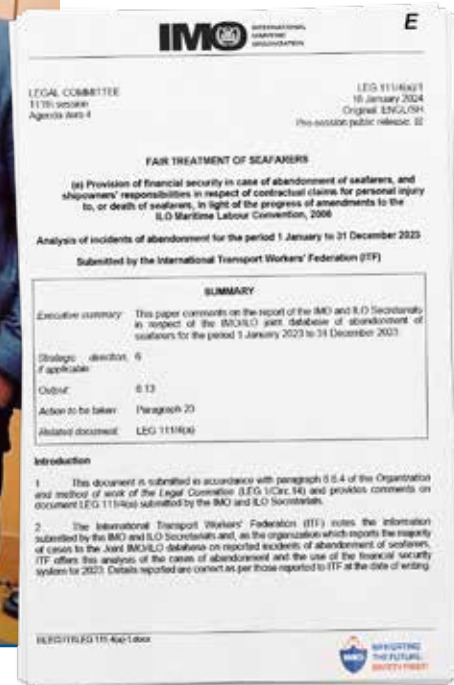 E
IMO
INTERNATIONAL
MARITIME
ORGANIZATION
LEGAL COMMITTEE
111th session
Agenda item 4
LEG 111/4(a)/1
16 January 2024
Original: ENGLISH
Pre-session public release: ☒
FAIR TREATMENT OF SEAFARERS
(a) Provision of financial security in case of abandonment of seafarers, and
shipowners' responsibilities in respect of contractual claims for personal injury
to, or death of seafarers, in light of the progress of amendments to the
ILO Maritime Labour Convention, 2006
Analysis of incidents of abandonment for the period 1 January to 31 December 2023
Submitted by the International Transport Workers' Federation (ITF)
SUMMARY
Executive summary: This paper comments on the report of the IMO and ILO Secretariats
in respect of the IMO/ILO joint database of abandonment of
seafarers for the period 1 January 2023 to 31 December 2023
Strategic direction, 6
if applicable:
Output: 6.13
Action to be taken: Paragraph 23
Related document: LEG 111/4(a)
Introduction
1 This document is submitted in accordance with paragraph 6.6.4 of the Organization
and method of work of the Legal Committee (LEG.1/Circ.14) and provides comments on
document LEG 111/4(a) submitted by the IMO and ILO Secretariats.
2 The International Transport Workers' Federation (ITF) notes the information
submitted by the IMO and ILO Secretariats and, as the organization which reports the majority
of cases to the Joint IMO/ILO database on reported incidents of abandonment of seafarers,
ITF offers this analysis of the cases of abandonment and the use of the financial security
system for 2023. Details reported are correct as per those reported to ITF at the date of writing.
IMO
NAVIGATING
THE FUTURE:
SAFETY FIRST!